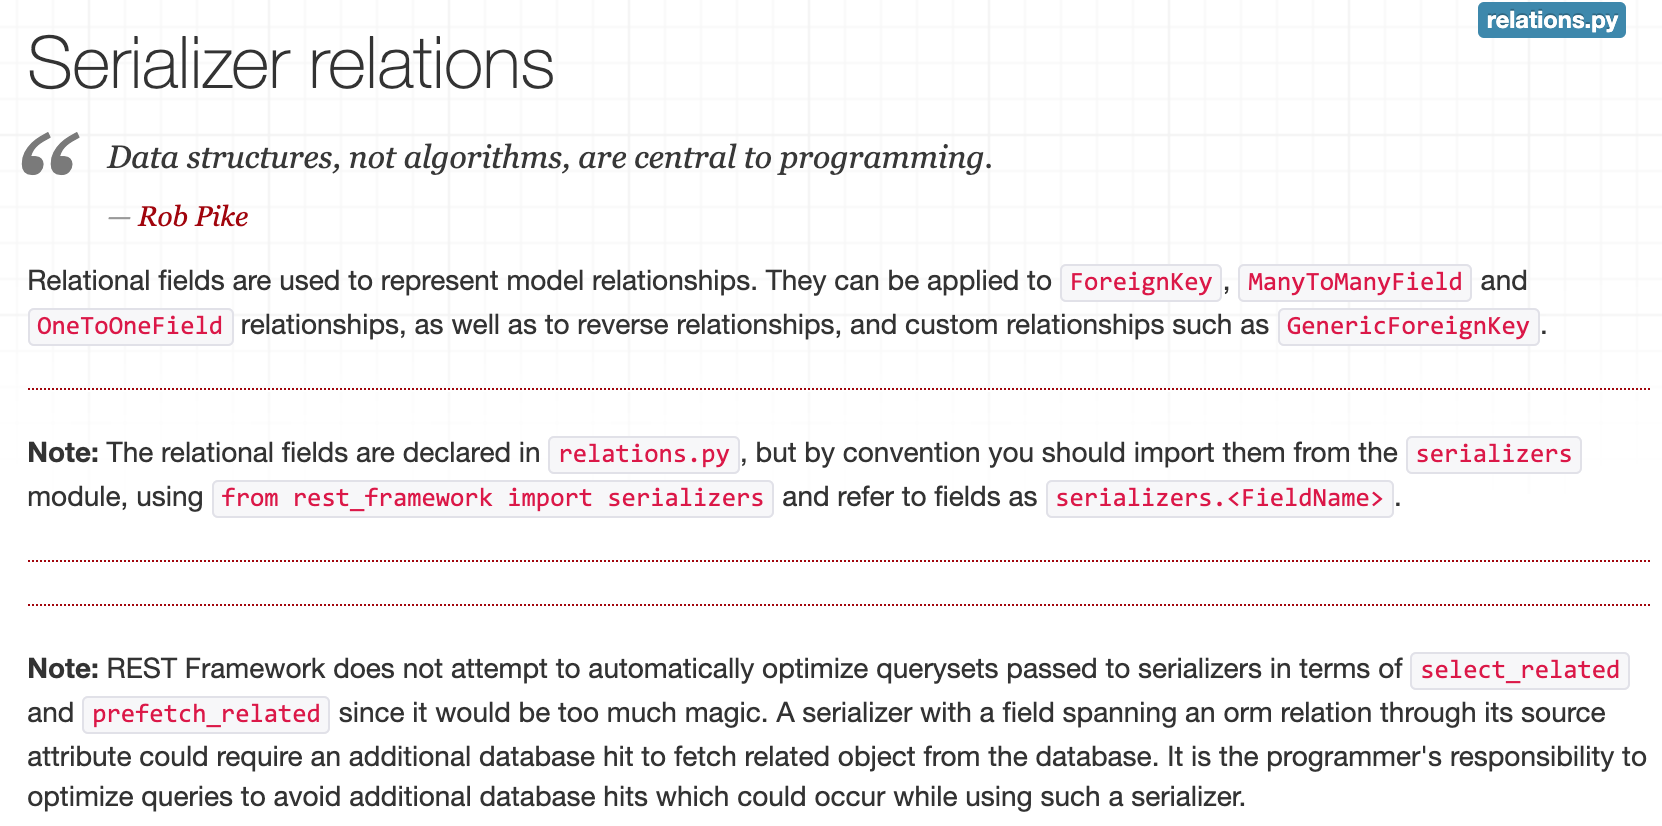 relations.py
Serializer relations
“ Data structures, not algorithms, are central to programming.
— Rob Pike
Relational fields are used to represent model relationships. They can be applied to ForeignKey, ManyToManyField and
OneToOneField relationships, as well as to reverse relationships, and custom relationships such as GenericForeignKey.
Note: The relational fields are declared in relations.py, but by convention you should import them from the serializers
module, using from rest_framework import serializers and refer to fields as serializers.<FieldName>.
Note: REST Framework does not attempt to automatically optimize querysets passed to serializers in terms of select_related
and prefetch_related since it would be too much magic. A serializer with a field spanning an orm relation through its source
attribute could require an additional database hit to fetch related object from the database. It is the programmer's responsibility to
optimize queries to avoid additional database hits which could occur while using such a serializer.